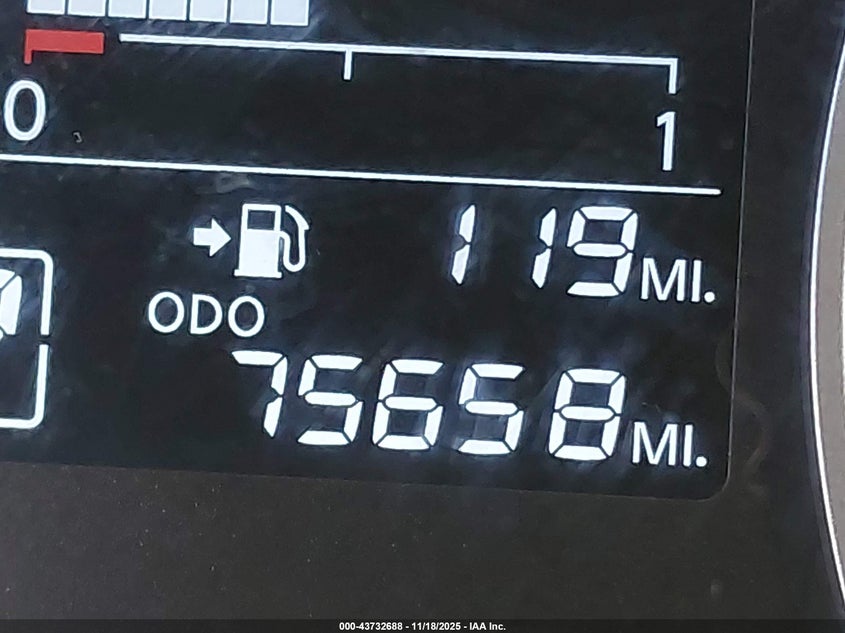 0 1
119 MI.
ODO
75658 MI.
000-43732688 - 11/18/2025 - IAA Inc.